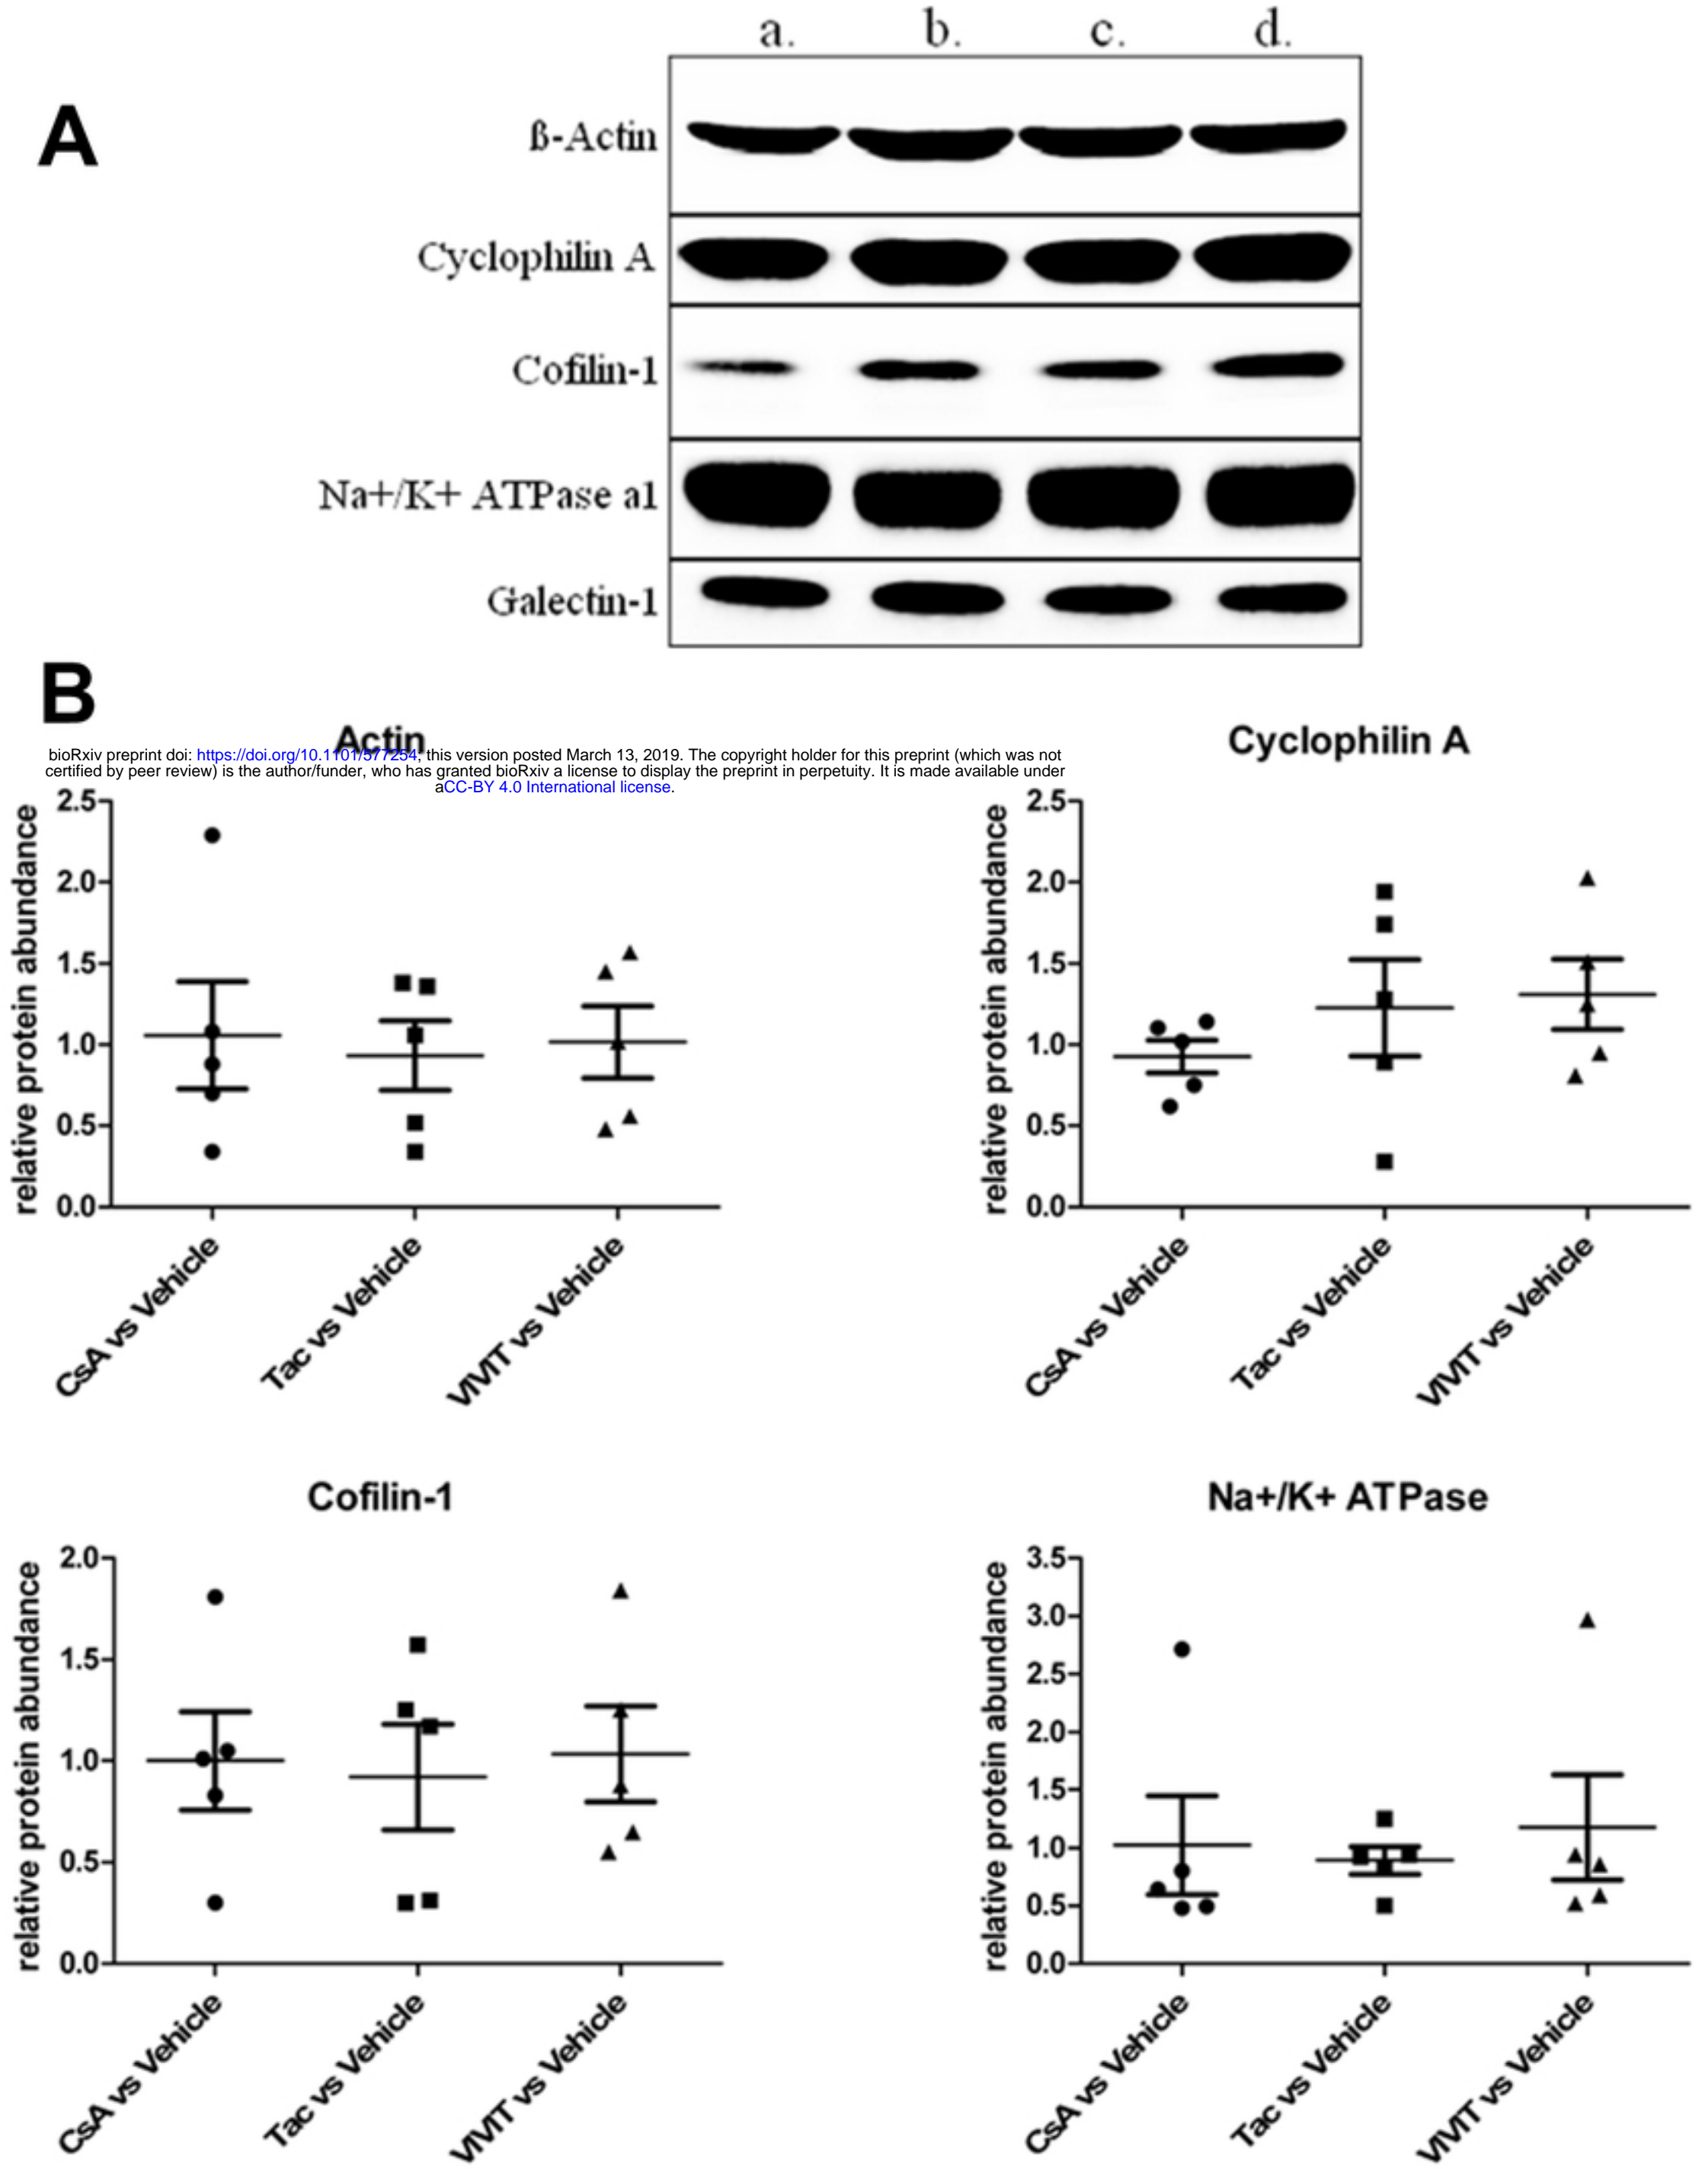 a. b. c. d.
A
ß-Actin
Cyclophilin A
Cofilin-1
Na+/K+ ATPase a1
Galectin-1
B
Actin
bioRxiv preprint doi: https://doi.org/10.1101/577254; this version posted March 13, 2019. The copyright holder for this preprint (which was not
certified by peer review) is the author/funder, who has granted bioRxiv a license to display the preprint in perpetuity. It is made available under
aCC-BY 4.0 International license.
relative protein abundance
2.5
2.0
1.5
1.0
0.5
0.0
CsA vs Vehicle
Tac vs Vehicle
VIVIT vs Vehicle
Cyclophilin A
relative protein abundance
2.5
2.0
1.5
1.0
0.5
0.0
CsA vs Vehicle
Tac vs Vehicle
VIVIT vs Vehicle
Cofilin-1
relative protein abundance
2.0
1.5
1.0
0.5
0.0
CsA vs Vehicle
Tac vs Vehicle
VIVIT vs Vehicle
Na+/K+ ATPase
relative protein abundance
3.5
3.0
2.5
2.0
1.5
1.0
0.5
0.0
CsA vs Vehicle
Tac vs Vehicle
VIVIT vs Vehicle